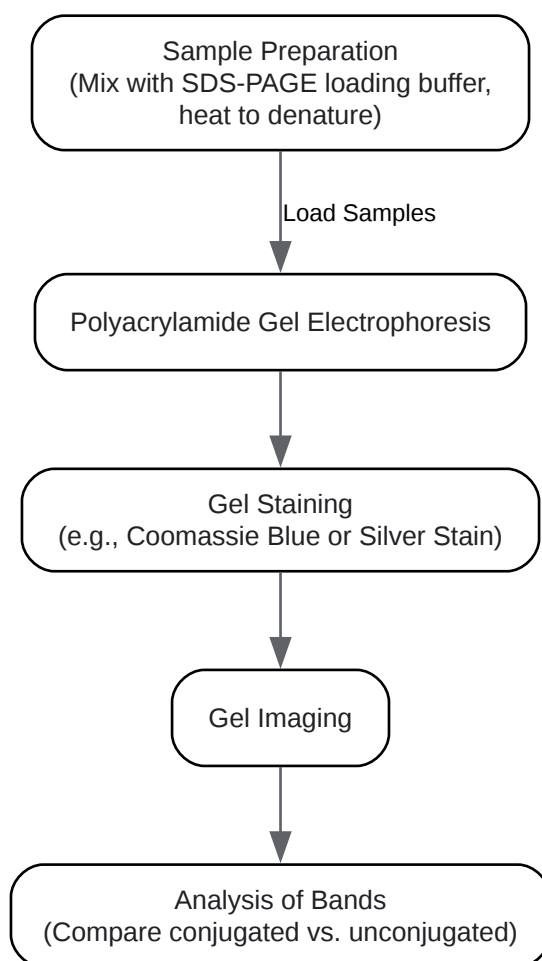 Sample Preparation
(Mix with SDS-PAGE loading buffer,
heat to denature)
Load Samples
Polyacrylamide Gel Electrophoresis
Gel Staining
(e.g., Coomassie Blue or Silver Stain)
Gel Imaging
Analysis of Bands
(Compare conjugated vs. unconjugated)